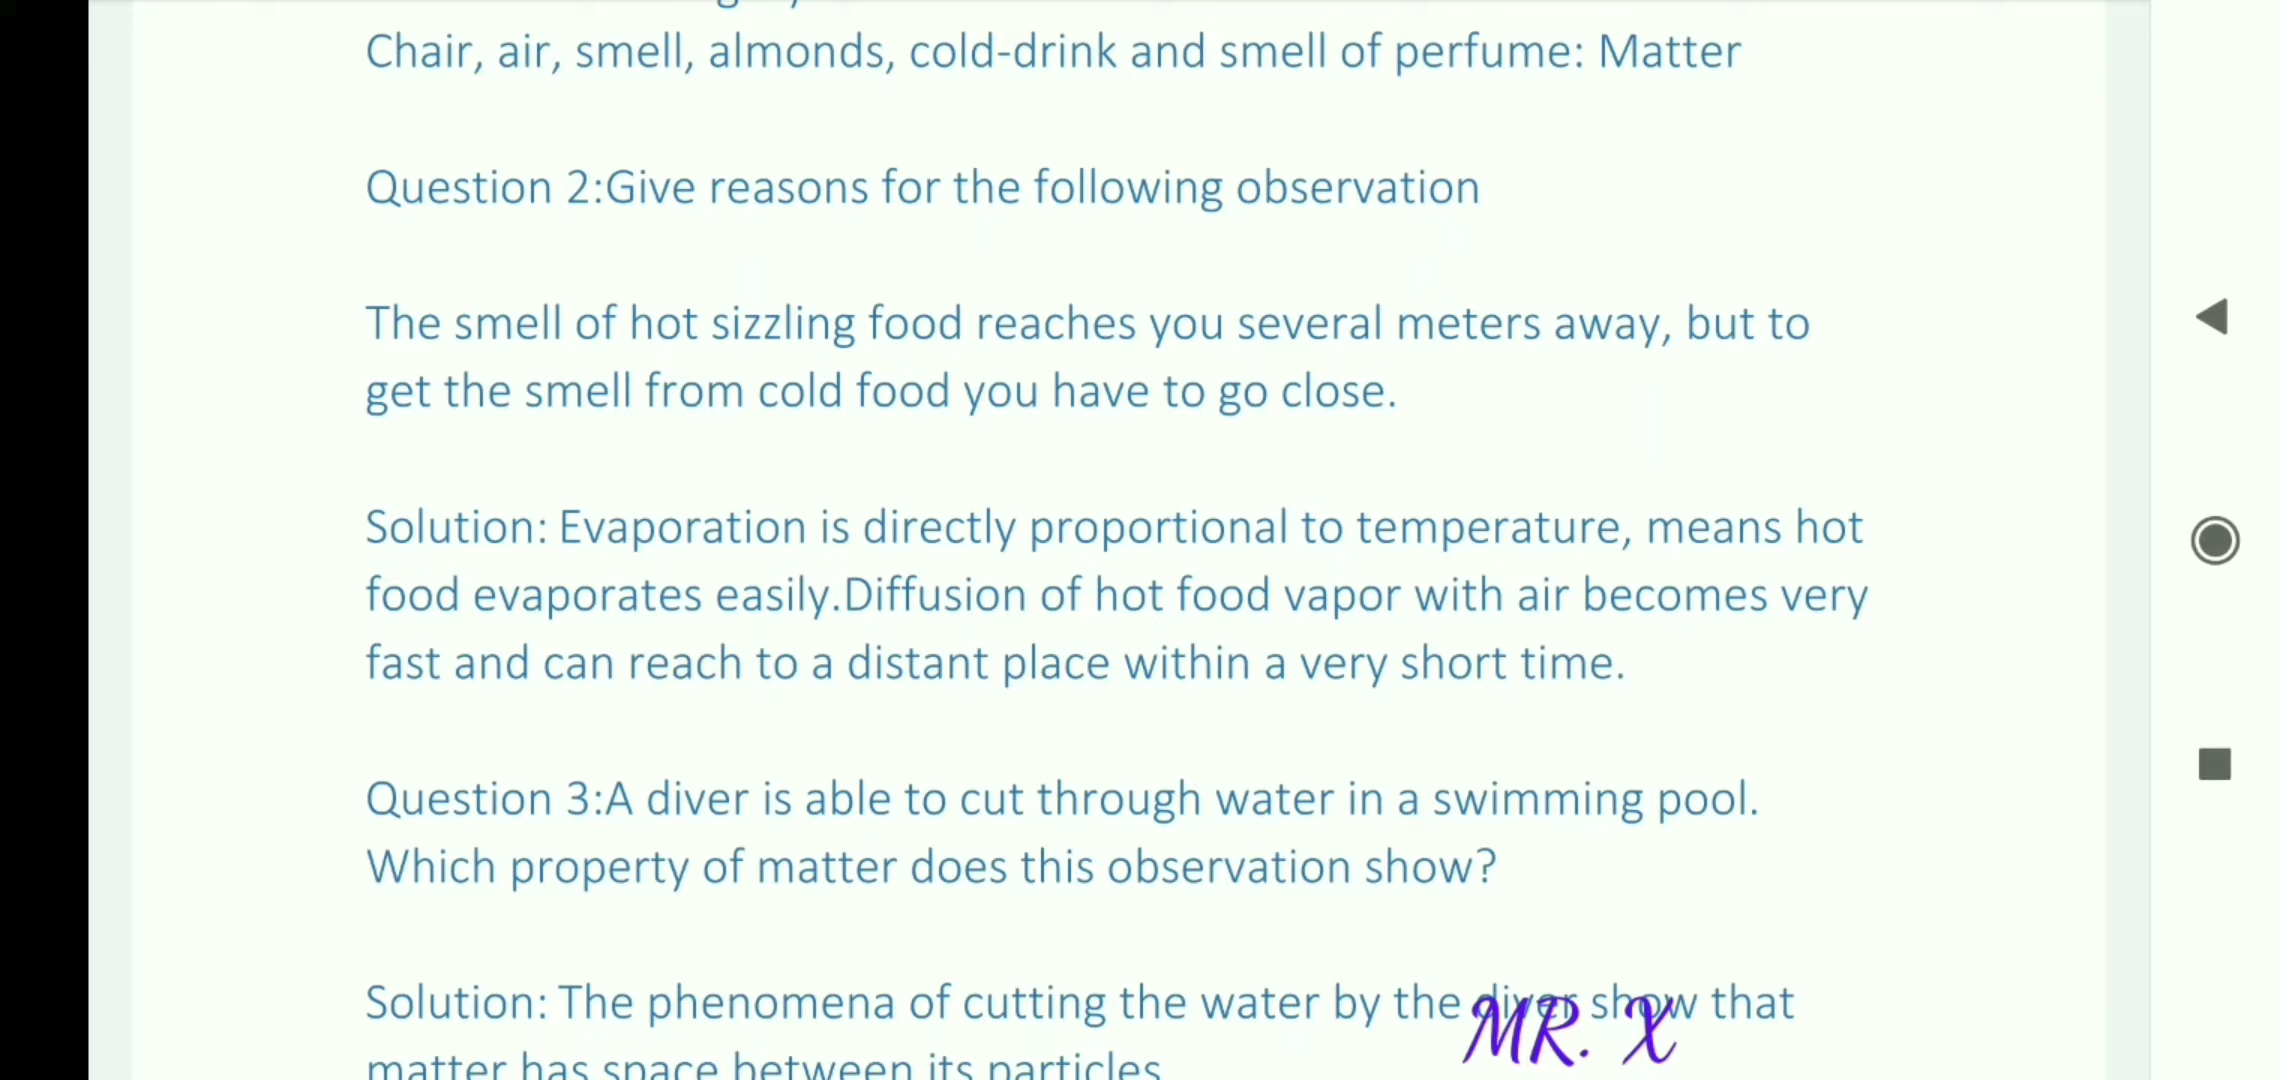 Chair, air, smell, almonds, cold-drink and smell of perfume: Matter
Question 2:Give reasons for the following observation
The smell of hot sizzling food reaches you several meters away, but to
get the smell from cold food you have to go close.
Solution: Evaporation is directly proportional to temperature, means hot
food evaporates easily.Diffusion of hot food vapor with air becomes very
fast and can reach to a distant place within a very short time.
Question 3:A diver is able to cut through water in a swimming pool.
Which property of matter does this observation show?
Solution: The phenomena of cutting the water by the diver show that
MR. X
matter has space between its particles